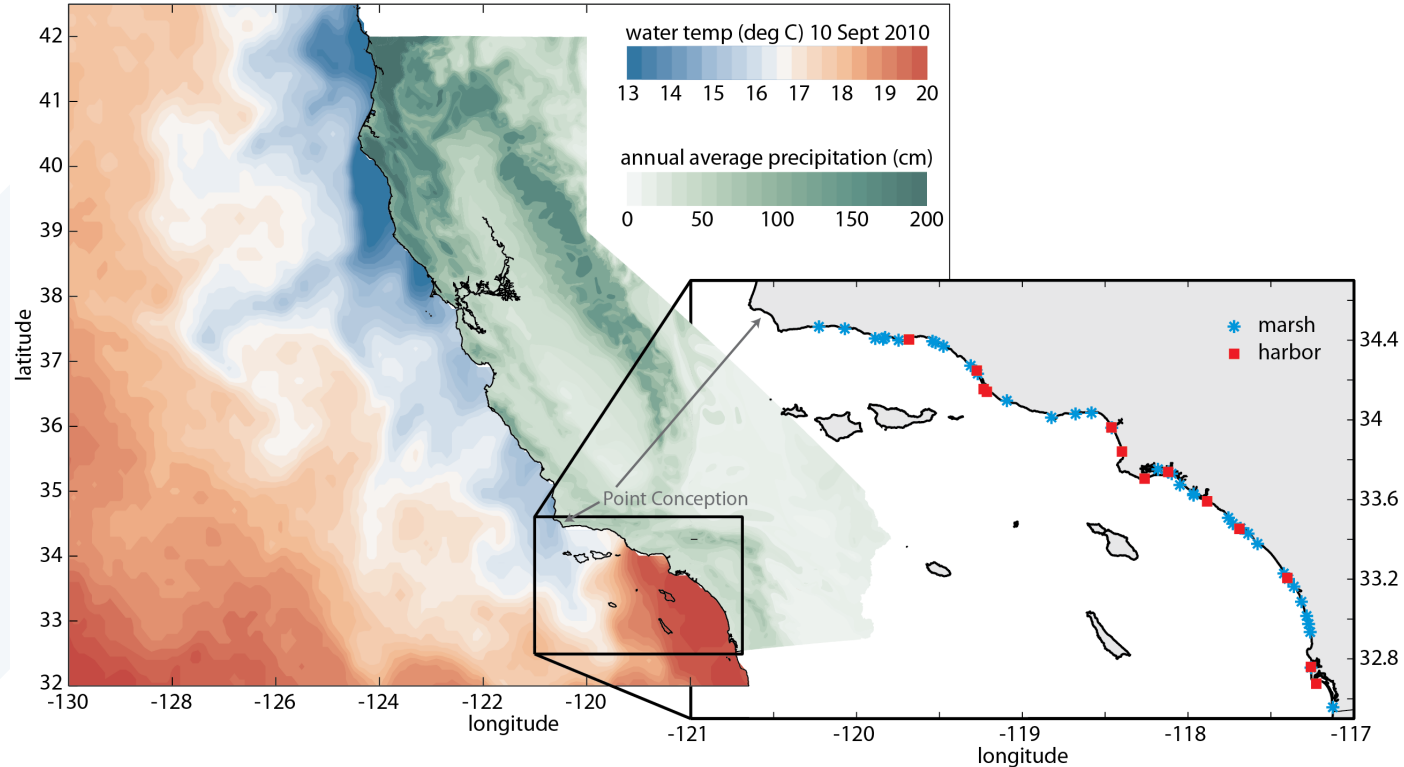 water temp (deg C) 10 Sept 2010
13 14 15 16 17 18 19 20
annual average precipitation (cm)
0 50 100 150 200
42
41
40
39
38
37
36
35
34
33
32
latitude
-130 -128 -126 -124 -122 -120
longitude
Point Conception
marsh
harbor
34.4
34
33.6
33.2
32.8
-121 -120 -119 -118 -117
longitude